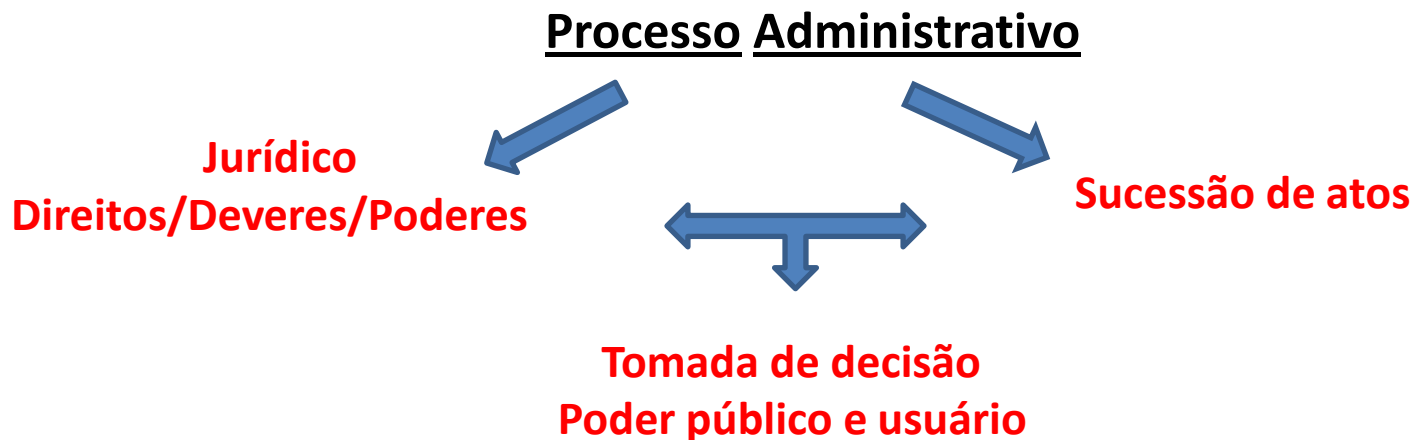 Processo Administrativo
Jurídico
Direitos/Deveres/Poderes
Sucessão de atos
Tomada de decisão
Poder público e usuário